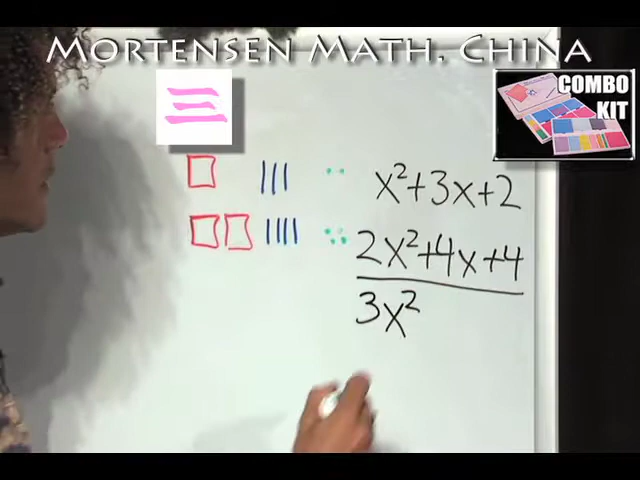 MORTENSEN MATH. CHINA
COMBO
KIT
三
x²+3x+2
2x²+4x+4
3x²